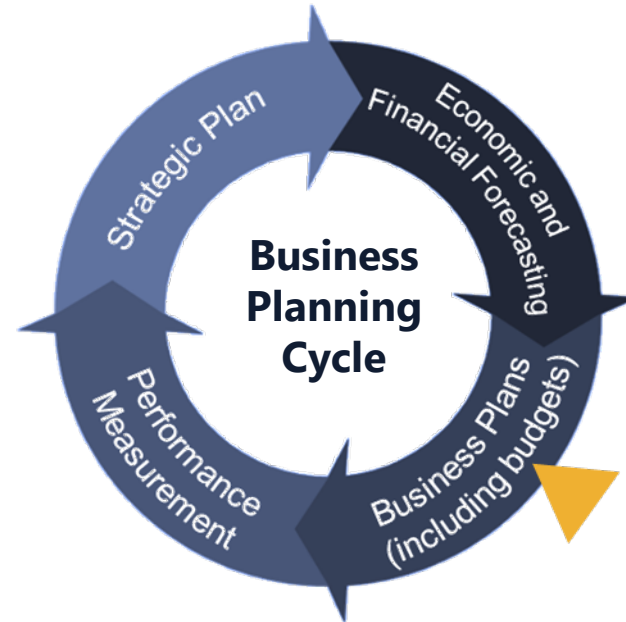 Business
Planning
Cycle
Strategic Plan
Economic and
Financial Forecasting
Business Plans
(including budgets)
Performance
Measurement